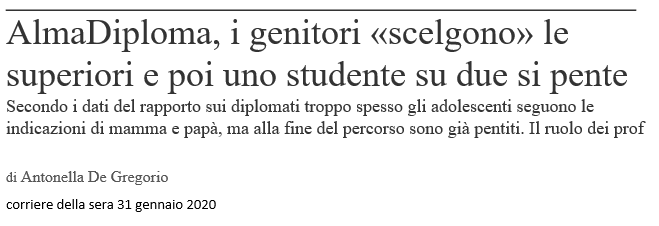 AlmaDiploma, i genitori «scelgono» le
superiori e poi uno studente su due si pente
Secondo i dati del rapporto sui diplomati troppo spesso gli adolescenti seguono le
indicazioni di mamma e papà, ma alla fine del percorso sono già pentiti. Il ruolo dei prof
di Antonella De Gregorio
corriere della sera 31 gennaio 2020